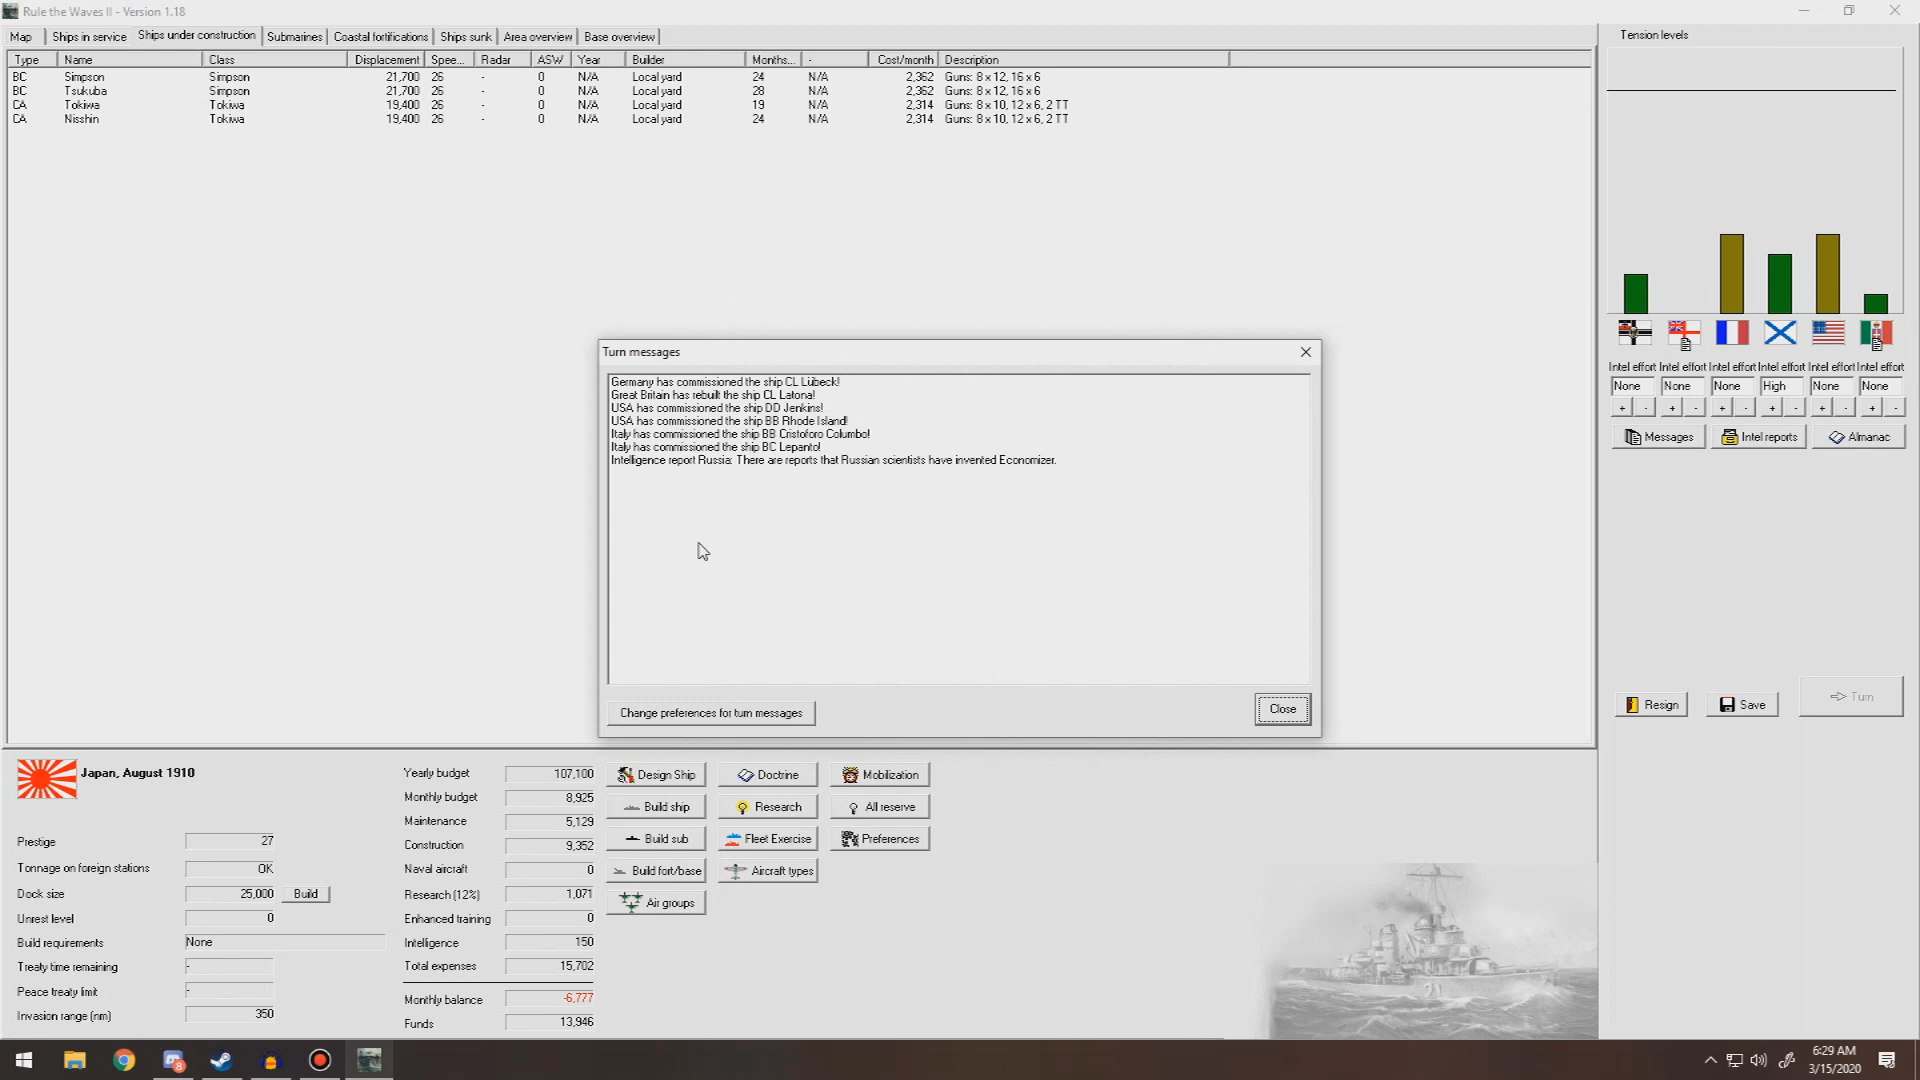 Rule the Waves II - Version 1.18
Map Ships in service Ships under construction Submarines Coastal fortifications Ships sunk Area overview Base overview
Type Name Class Displacement Spee... Radar ASW Year Builder Months... - Cost/month Description
BC Simpson Simpson 21,700 26 - 0 N/A Local yard 24 N/A 2,362 Guns: 8 x 12, 16 x 6
BC Tsukuba Simpson 21,700 26 - 0 N/A Local yard 28 N/A 2,362 Guns: 8 x 12, 16 x 6
CA Tokiwa Tokiwa 19,400 26 - 0 N/A Local yard 19 N/A 2,314 Guns: 8 x 10, 12 x 6, 2 TT
CA Nisshin Tokiwa 19,400 26 - 0 N/A Local yard 24 N/A 2,314 Guns: 8 x 10, 12 x 6, 2 TT
Tension levels
Intel effort Intel effort Intel effort Intel effort Intel effort Intel effort
None None None High None None
+ - + - + - + - + - + -
Messages Intel reports Almanac
Resign Save Turn
Turn messages
Germany has commissioned the ship CL Lübeck!
Great Britain has rebuilt the ship CL Latona!
USA has commissioned the ship DD Jenkins!
USA has commissioned the ship BB Rhode Island!
Italy has commissioned the ship BB Cristoforo Columbo!
Italy has commissioned the ship BC Lepanto!
Intelligence report Russia: There are reports that Russian scientists have invented Economizer.
Change preferences for turn messages Close
Japan, August 1910
Prestige 27
Tonnage on foreign stations OK
Dock size 25,000 Build
Unrest level 0
Build requirements None
Treaty time remaining -
Peace treaty limit -
Invasion range (nm) 350
Yearly budget 107,100
Monthly budget 8,925
Maintenance 5,129
Construction 9,352
Naval aircraft 0
Research (12%) 1,071
Enhanced training 0
Intelligence 150
Total expenses 15,702
Monthly balance -6,777
Funds 13,946
Design Ship Doctrine Mobilization
Build ship Research All reserve
Build sub Fleet Exercise Preferences
Build fort/base Aircraft types
Air groups
8
6:29 AM
3/15/2020